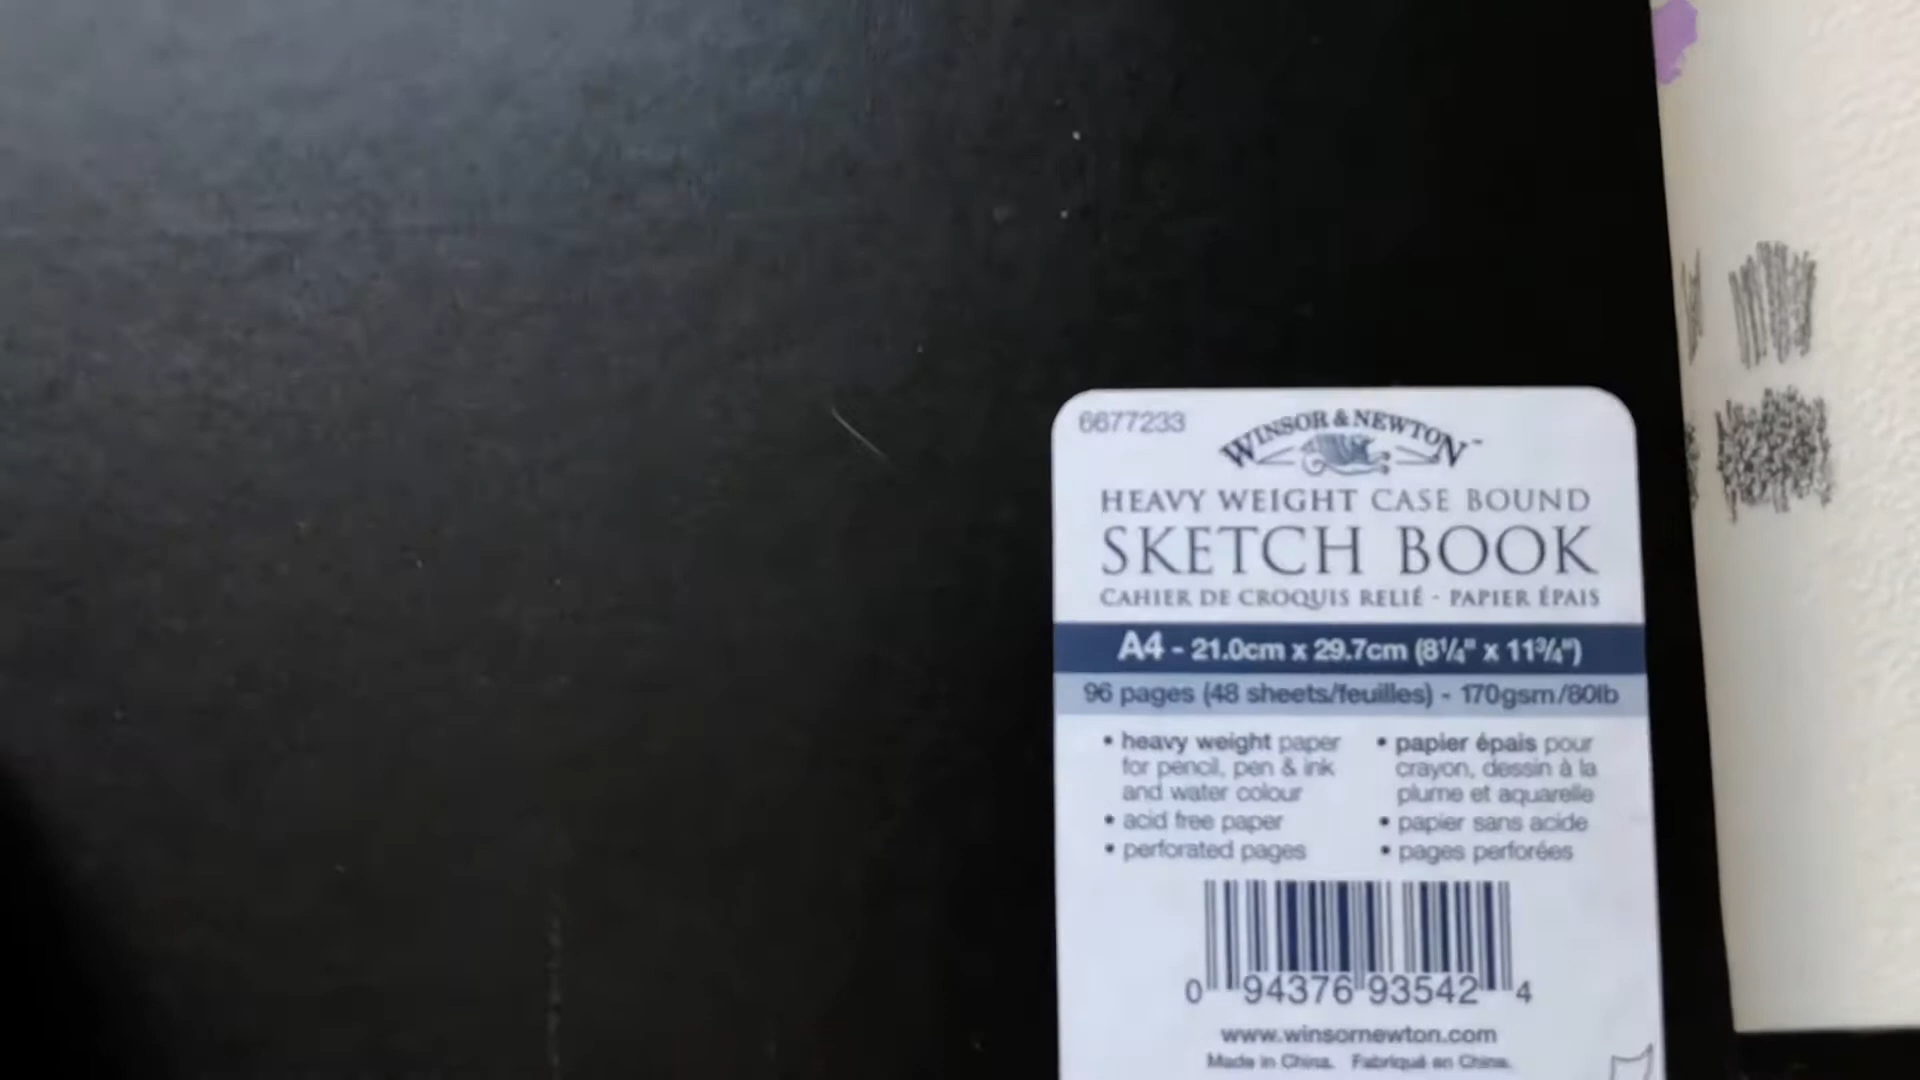 6677233
WINSOR & NEWTON™
HEAVY WEIGHT CASE BOUND
SKETCH BOOK
CAHIER DE CROQUIS RELIÉ - PAPIER ÉPAIS
A4 - 21.0cm x 29.7cm (8¼" x 11¾")
96 pages (48 sheets/feuilles) - 170gsm/80lb
• heavy weight paper
for pencil, pen & ink
and water colour
• acid free paper
• perforated pages
• papier épais pour
crayon, dessin à la
plume et aquarelle
• papier sans acide
• pages perforées
0 94376 93542 4
www.winsornewton.com
Made in China. Fabriqué en Chine.